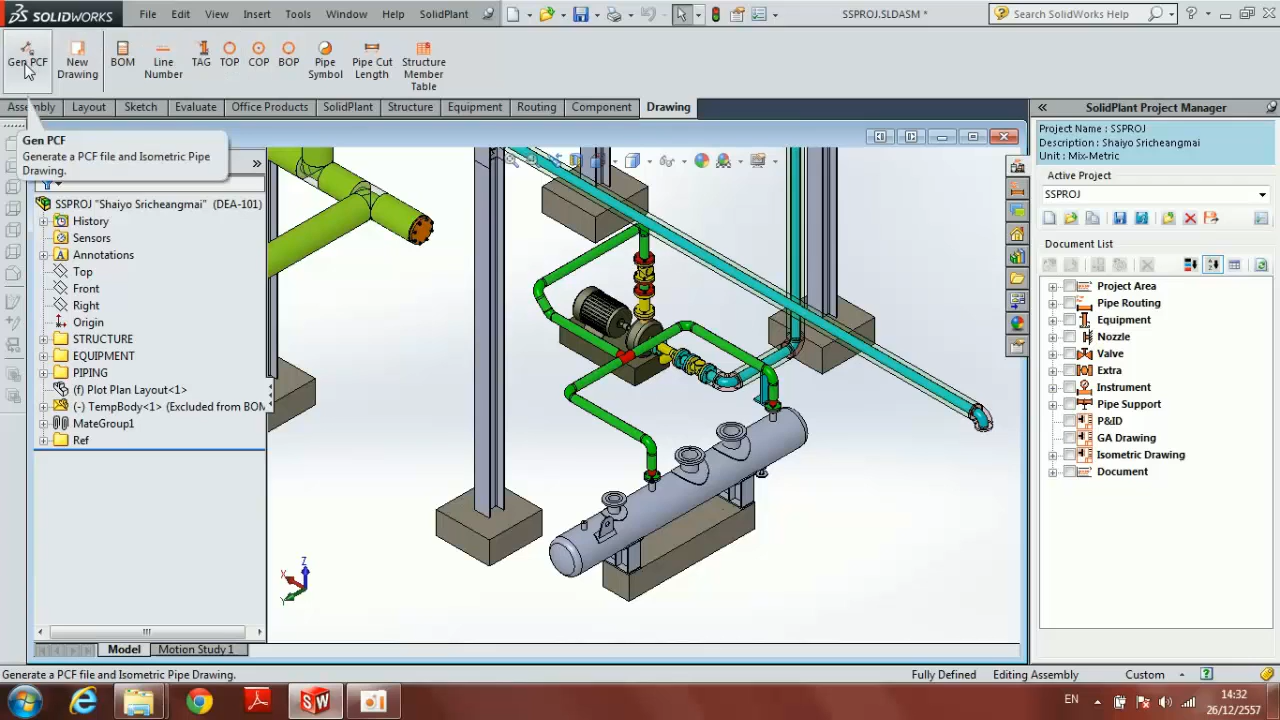 SOLIDWORKS File Edit View Insert Tools Window Help SolidPlant SSPROJ.SLDASM * Search SolidWorks Help
Gen PCF New Drawing BOM Line Number TAG TOP COP BOP Pipe Symbol Pipe Cut Length Structure Member Table
Assembly Layout Sketch Evaluate Office Products SolidPlant Structure Equipment Routing Component Drawing
Gen PCF
Generate a PCF file and Isometric Pipe
Drawing.
SSPROJ "Shaiyo Sricheangmai" (DEA-101)
History
Sensors
Annotations
Top
Front
Right
Origin
STRUCTURE
EQUIPMENT
PIPING
(f) Plot Plan Layout<1>
(-) TempBody<1> (Excluded from BOM
MateGroup1
Ref
Z
X
Y
Model Motion Study 1
SolidPlant Project Manager
Project Name : SSPROJ
Description : Shaiyo Sricheangmai
Unit : Mix-Metric
Active Project
SSPROJ
Document List
Project Area
Pipe Routing
Equipment
Nozzle
Valve
Extra
Instrument
Pipe Support
P&ID
GA Drawing
Isometric Drawing
Document
Generate a PCF file and Isometric Pipe Drawing. Fully Defined Editing Assembly Custom
EN 14:32
26/12/2557